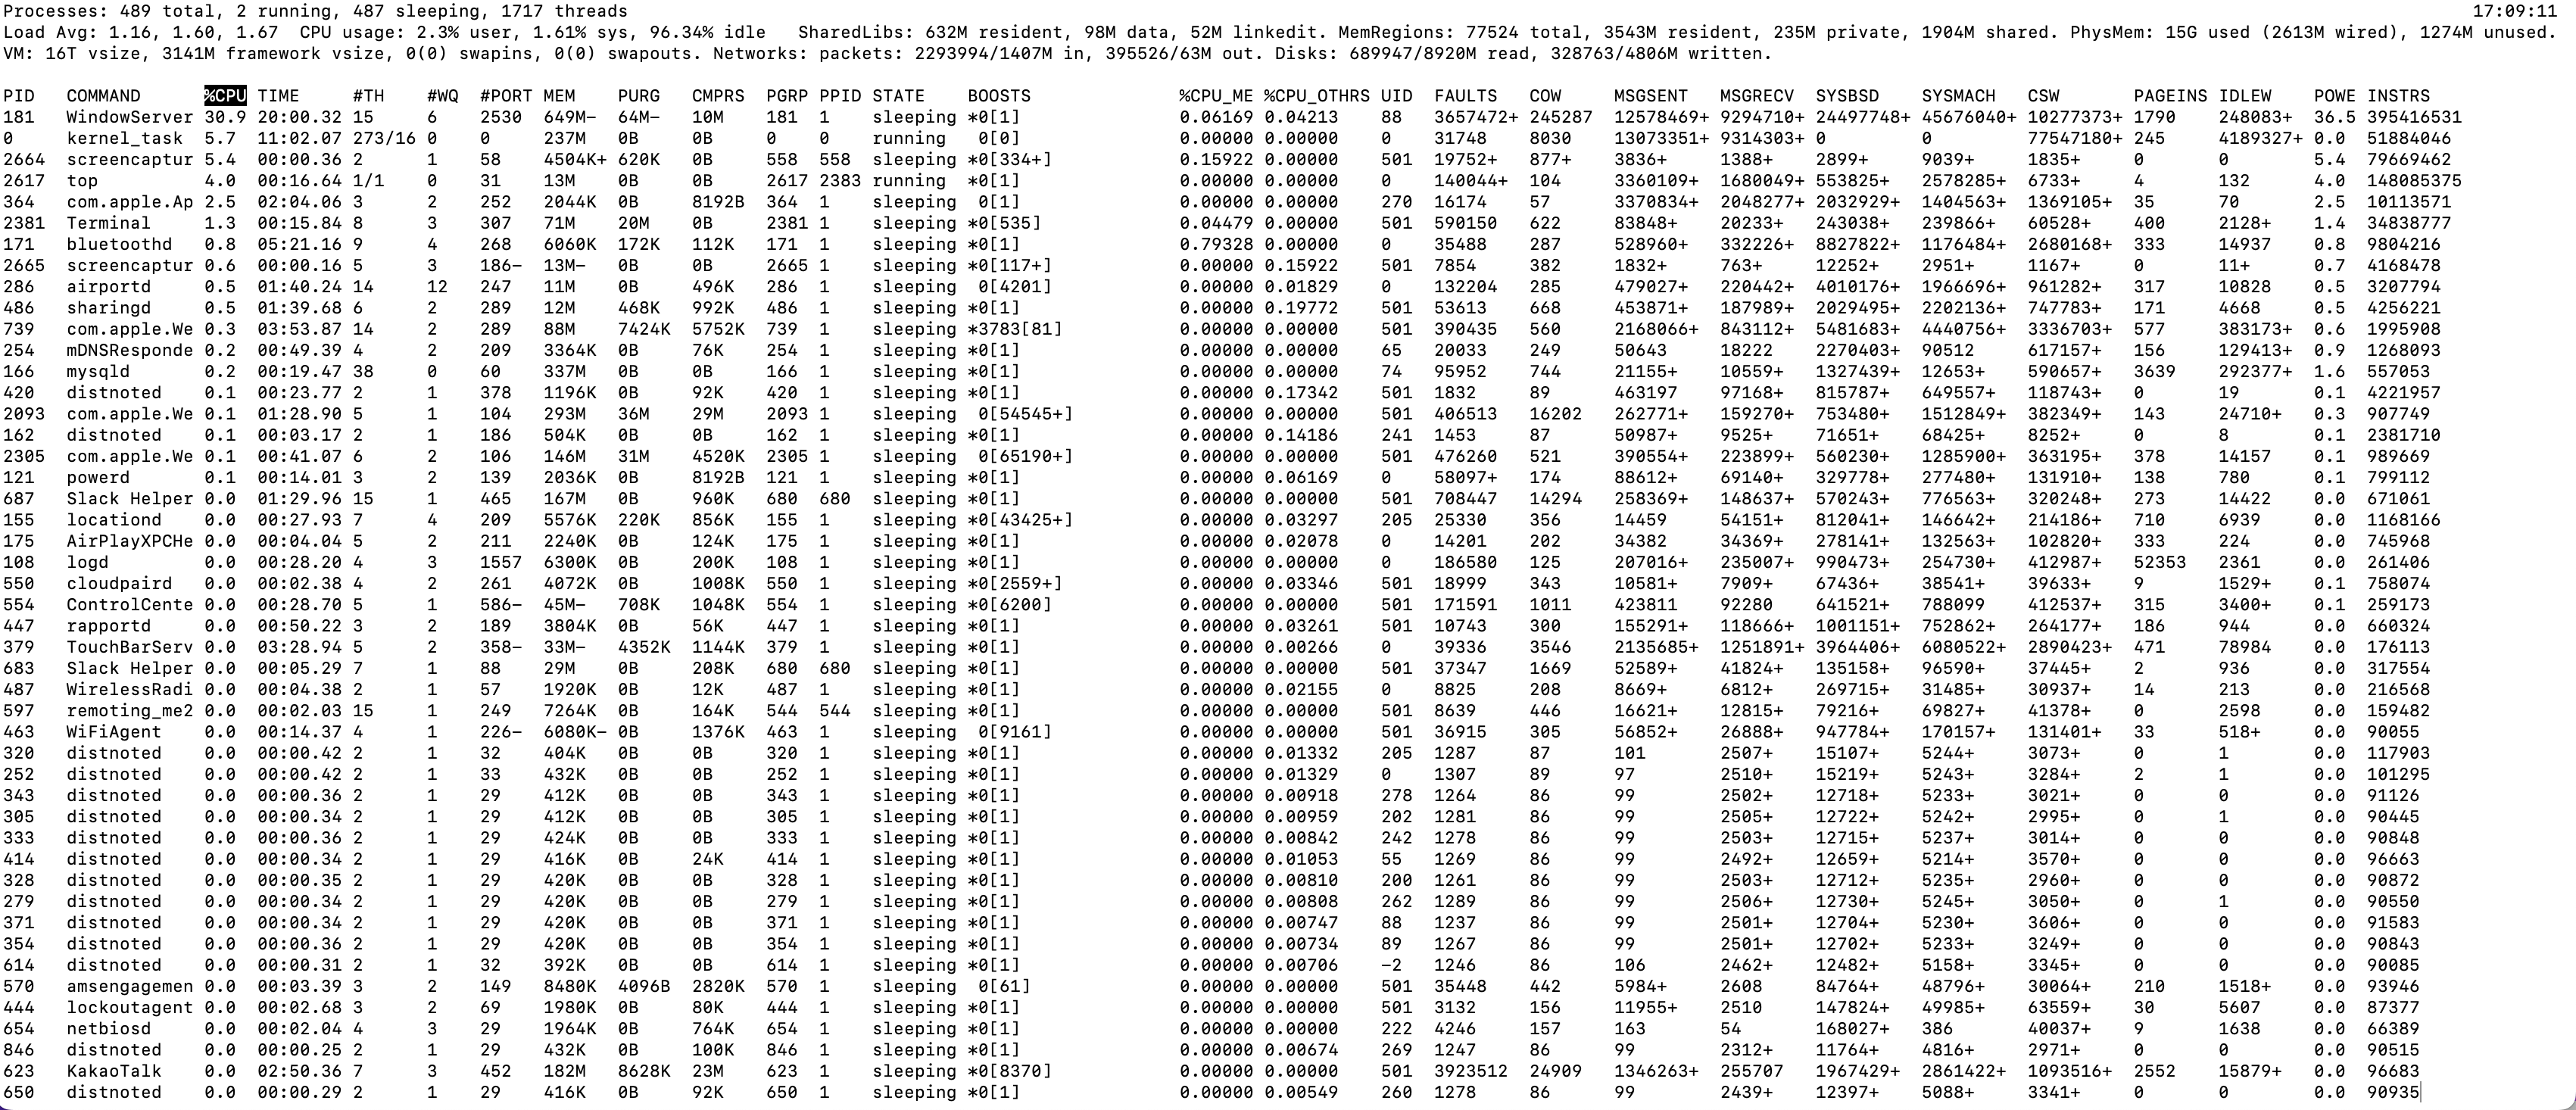 Processes: 489 total, 2 running, 487 sleeping, 1717 threads 17:09:11
Load Avg: 1.16, 1.60, 1.67 CPU usage: 2.3% user, 1.61% sys, 96.34% idle SharedLibs: 632M resident, 98M data, 52M linkedit. MemRegions: 77524 total, 3543M resident, 235M private, 1904M shared. PhysMem: 15G used (2613M wired), 1274M unused.
VM: 16T vsize, 3141M framework vsize, 0(0) swapins, 0(0) swapouts. Networks: packets: 2293994/1407M in, 395526/63M out. Disks: 689947/8920M read, 328763/4806M written.
PID COMMAND %CPU TIME #TH #WQ #PORT MEM PURG CMPRS PGRP PPID STATE BOOSTS %CPU_ME %CPU_OTHRS UID FAULTS COW MSGSENT MSGRECV SYSBSD SYSMACH CSW PAGEINS IDLEW POWE INSTRS
181 WindowServer 30.9 20:00.32 15 6 2530 649M- 64M- 10M 181 1 sleeping *0[1] 0.06169 0.04213 88 3657472+ 245287 12578469+ 9294710+ 24497748+ 45676040+ 10277373+ 1790 248083+ 36.5 395416531
0 kernel_task 5.7 11:02.07 273/16 0 0 237M 0B 0B 0 0 running 0[0] 0.00000 0.00000 0 31748 8030 13073351+ 9314303+ 0 0 77547180+ 245 4189327+ 0.0 51884046
2664 screencaptur 5.4 00:00.36 2 1 58 4504K+ 620K 0B 558 558 sleeping *0[334+] 0.15922 0.00000 501 19752+ 877+ 3836+ 1388+ 2899+ 9039+ 1835+ 0 0 5.4 79669462
2617 top 4.0 00:16.64 1/1 0 31 13M 0B 0B 2617 2383 running *0[1] 0.00000 0.00000 0 140044+ 104 3360109+ 1680049+ 553825+ 2578285+ 6733+ 4 132 4.0 148085375
364 com.apple.Ap 2.5 02:04.06 3 2 252 2044K 0B 8192B 364 1 sleeping 0[1] 0.00000 0.00000 270 16174 57 3370834+ 2048277+ 2032929+ 1404563+ 1369105+ 35 70 2.5 10113571
2381 Terminal 1.3 00:15.84 8 3 307 71M 20M 0B 2381 1 sleeping *0[535] 0.04479 0.00000 501 590150 622 83848+ 20233+ 243038+ 239866+ 60528+ 400 2128+ 1.4 34838777
171 bluetoothd 0.8 05:21.16 9 4 268 6060K 172K 112K 171 1 sleeping *0[1] 0.79328 0.00000 0 35488 287 528960+ 332226+ 8827822+ 1176484+ 2680168+ 333 14937 0.8 9804216
2665 screencaptur 0.6 00:00.16 5 3 186- 13M- 0B 0B 2665 1 sleeping *0[117+] 0.00000 0.15922 501 7854 382 1832+ 763+ 12252+ 2951+ 1167+ 0 11+ 0.7 4168478
286 airportd 0.5 01:40.24 14 12 247 11M 0B 496K 286 1 sleeping 0[4201] 0.00000 0.01829 0 132204 285 479027+ 220442+ 4010176+ 1966696+ 961282+ 317 10828 0.5 3207794
486 sharingd 0.5 01:39.68 6 2 289 12M 468K 992K 486 1 sleeping *0[1] 0.00000 0.19772 501 53613 668 453871+ 187989+ 2029495+ 2202136+ 747783+ 171 4668 0.5 4256221
739 com.apple.We 0.3 03:53.87 14 2 289 88M 7424K 5752K 739 1 sleeping *3783[81] 0.00000 0.00000 501 390435 560 2168066+ 843112+ 5481683+ 4440756+ 3336703+ 577 383173+ 0.6 1995908
254 mDNSResponde 0.2 00:49.39 4 2 209 3364K 0B 76K 254 1 sleeping *0[1] 0.00000 0.00000 65 20033 249 50643 18222 2270403+ 90512 617157+ 156 129413+ 0.9 1268093
166 mysqld 0.2 00:19.47 38 0 60 337M 0B 0B 166 1 sleeping *0[1] 0.00000 0.00000 74 95952 744 21155+ 10559+ 1327439+ 12653+ 590657+ 3639 292377+ 1.6 557053
420 distnoted 0.1 00:23.77 2 1 378 1196K 0B 92K 420 1 sleeping *0[1] 0.00000 0.17342 501 1832 89 463197 97168+ 815787+ 649557+ 118743+ 0 19 0.1 4221957
2093 com.apple.We 0.1 01:28.90 5 1 104 293M 36M 29M 2093 1 sleeping 0[54545+] 0.00000 0.00000 501 406513 16202 262771+ 159270+ 753480+ 1512849+ 382349+ 143 24710+ 0.3 907749
162 distnoted 0.1 00:03.17 2 1 186 504K 0B 0B 162 1 sleeping *0[1] 0.00000 0.14186 241 1453 87 50987+ 9525+ 71651+ 68425+ 8252+ 0 8 0.1 2381710
2305 com.apple.We 0.1 00:41.07 6 2 106 146M 31M 4520K 2305 1 sleeping 0[65190+] 0.00000 0.00000 501 476260 521 390554+ 223899+ 560230+ 1285900+ 363195+ 378 14157 0.1 989669
121 powerd 0.1 00:14.01 3 2 139 2036K 0B 8192B 121 1 sleeping *0[1] 0.00000 0.06169 0 58097+ 174 88612+ 69140+ 329778+ 277480+ 131910+ 138 780 0.1 799112
687 Slack Helper 0.0 01:29.96 15 1 465 167M 0B 960K 680 680 sleeping *0[1] 0.00000 0.00000 501 708447 14294 258369+ 148637+ 570243+ 776563+ 320248+ 273 14422 0.0 671061
155 locationd 0.0 00:27.93 7 4 209 5576K 220K 856K 155 1 sleeping *0[43425+] 0.00000 0.03297 205 25330 356 14459 54151+ 812041+ 146642+ 214186+ 710 6939 0.0 1168166
175 AirPlayXPCHe 0.0 00:04.04 5 2 211 2240K 0B 124K 175 1 sleeping *0[1] 0.00000 0.02078 0 14201 202 34382 34369+ 278141+ 132563+ 102820+ 333 224 0.0 745968
108 logd 0.0 00:28.20 4 3 1557 6300K 0B 200K 108 1 sleeping *0[1] 0.00000 0.00000 0 186580 125 207016+ 235007+ 990473+ 254730+ 412987+ 52353 2361 0.0 261406
550 cloudpaird 0.0 00:02.38 4 2 261 4072K 0B 1008K 550 1 sleeping *0[2559+] 0.00000 0.03346 501 18999 343 10581+ 7909+ 67436+ 38541+ 39633+ 9 1529+ 0.1 758074
554 ControlCente 0.0 00:28.70 5 1 586- 45M- 708K 1048K 554 1 sleeping *0[6200] 0.00000 0.00000 501 171591 1011 423811 92280 641521+ 788099 412537+ 315 3400+ 0.1 259173
447 rapportd 0.0 00:50.22 3 2 189 3804K 0B 56K 447 1 sleeping *0[1] 0.00000 0.03261 501 10743 300 155291+ 118666+ 1001151+ 752862+ 264177+ 186 944 0.0 660324
379 TouchBarServ 0.0 03:28.94 5 2 358- 33M- 4352K 1144K 379 1 sleeping *0[1] 0.00000 0.00266 0 39336 3546 2135685+ 1251891+ 3964406+ 6080522+ 2890423+ 471 78984 0.0 176113
683 Slack Helper 0.0 00:05.29 7 1 88 29M 0B 208K 680 680 sleeping *0[1] 0.00000 0.00000 501 37347 1669 52589+ 41824+ 135158+ 96590+ 37445+ 2 936 0.0 317554
487 WirelessRadi 0.0 00:04.38 2 1 57 1920K 0B 12K 487 1 sleeping *0[1] 0.00000 0.02155 0 8825 208 8669+ 6812+ 269715+ 31485+ 30937+ 14 213 0.0 216568
597 remoting_me2 0.0 00:02.03 15 1 249 7264K 0B 164K 544 544 sleeping *0[1] 0.00000 0.00000 501 8639 446 16621+ 12815+ 79216+ 69827+ 41378+ 0 2598 0.0 159482
463 WiFiAgent 0.0 00:14.37 4 1 226- 6080K- 0B 1376K 463 1 sleeping 0[9161] 0.00000 0.00000 501 36915 305 56852+ 26888+ 947784+ 170157+ 131401+ 33 518+ 0.0 90055
320 distnoted 0.0 00:00.42 2 1 32 404K 0B 0B 320 1 sleeping *0[1] 0.00000 0.01332 205 1287 87 101 2507+ 15107+ 5244+ 3073+ 0 1 0.0 117903
252 distnoted 0.0 00:00.42 2 1 33 432K 0B 0B 252 1 sleeping *0[1] 0.00000 0.01329 0 1307 89 97 2510+ 15219+ 5243+ 3284+ 2 1 0.0 101295
343 distnoted 0.0 00:00.36 2 1 29 412K 0B 0B 343 1 sleeping *0[1] 0.00000 0.00918 278 1264 86 99 2502+ 12718+ 5233+ 3021+ 0 0 0.0 91126
305 distnoted 0.0 00:00.34 2 1 29 412K 0B 0B 305 1 sleeping *0[1] 0.00000 0.00959 202 1281 86 99 2505+ 12722+ 5242+ 2995+ 0 1 0.0 90445
333 distnoted 0.0 00:00.36 2 1 29 424K 0B 0B 333 1 sleeping *0[1] 0.00000 0.00842 242 1278 86 99 2503+ 12715+ 5237+ 3014+ 0 0 0.0 90848
414 distnoted 0.0 00:00.34 2 1 29 416K 0B 24K 414 1 sleeping *0[1] 0.00000 0.01053 55 1269 86 99 2492+ 12659+ 5214+ 3570+ 0 0 0.0 96663
328 distnoted 0.0 00:00.35 2 1 29 420K 0B 0B 328 1 sleeping *0[1] 0.00000 0.00810 200 1261 86 99 2503+ 12712+ 5235+ 2960+ 0 0 0.0 90872
279 distnoted 0.0 00:00.34 2 1 29 420K 0B 0B 279 1 sleeping *0[1] 0.00000 0.00808 262 1289 86 99 2506+ 12730+ 5245+ 3050+ 0 1 0.0 90550
371 distnoted 0.0 00:00.34 2 1 29 420K 0B 0B 371 1 sleeping *0[1] 0.00000 0.00747 88 1237 86 99 2501+ 12704+ 5230+ 3606+ 0 0 0.0 91583
354 distnoted 0.0 00:00.36 2 1 29 420K 0B 0B 354 1 sleeping *0[1] 0.00000 0.00734 89 1267 86 99 2501+ 12702+ 5233+ 3249+ 0 0 0.0 90843
614 distnoted 0.0 00:00.31 2 1 32 392K 0B 0B 614 1 sleeping *0[1] 0.00000 0.00706 -2 1246 86 106 2462+ 12482+ 5158+ 3345+ 0 0 0.0 90085
570 amsengagemen 0.0 00:03.39 3 2 149 8480K 4096B 2820K 570 1 sleeping 0[61] 0.00000 0.00000 501 35448 442 5984+ 2608 84764+ 48796+ 30064+ 210 1518+ 0.0 93946
444 lockoutagent 0.0 00:02.68 3 2 69 1980K 0B 80K 444 1 sleeping *0[1] 0.00000 0.00000 501 3132 156 11955+ 2510 147824+ 49985+ 63559+ 30 5607 0.0 87377
654 netbiosd 0.0 00:02.04 4 3 29 1964K 0B 764K 654 1 sleeping *0[1] 0.00000 0.00000 222 4246 157 163 54 168027+ 386 40037+ 9 1638 0.0 66389
846 distnoted 0.0 00:00.25 2 1 29 432K 0B 100K 846 1 sleeping *0[1] 0.00000 0.00674 269 1247 86 99 2312+ 11764+ 4816+ 2971+ 0 0 0.0 90515
623 KakaoTalk 0.0 02:50.36 7 3 452 182M 8628K 23M 623 1 sleeping *0[8370] 0.00000 0.00000 501 3923512 24909 1346263+ 255707 1967429+ 2861422+ 1093516+ 2552 15879+ 0.0 96683
650 distnoted 0.0 00:00.29 2 1 29 416K 0B 92K 650 1 sleeping *0[1] 0.00000 0.00549 260 1278 86 99 2439+ 12397+ 5088+ 3341+ 0 0 0.0 90935